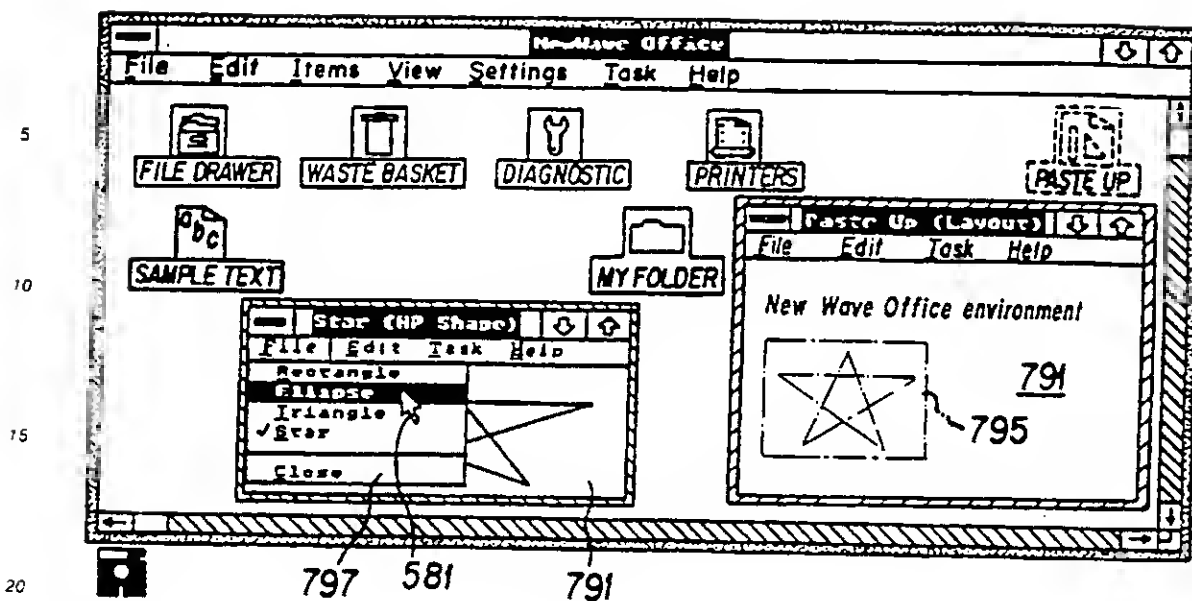 NewWave Office
File Edit Items View Settings Task Help
5
FILE DRAWER WASTE BASKET DIAGNOSTIC PRINTERS PASTE UP
abc
SAMPLE TEXT MY FOLDER
Paste Up (Layout)
File Edit Task Help
10
New Wave Office environment
Star (HP Shape)
File Edit Task Help
Rectangle
Ellipse
Triangle
✓Star
Close
791
795
15
797 581 791
20